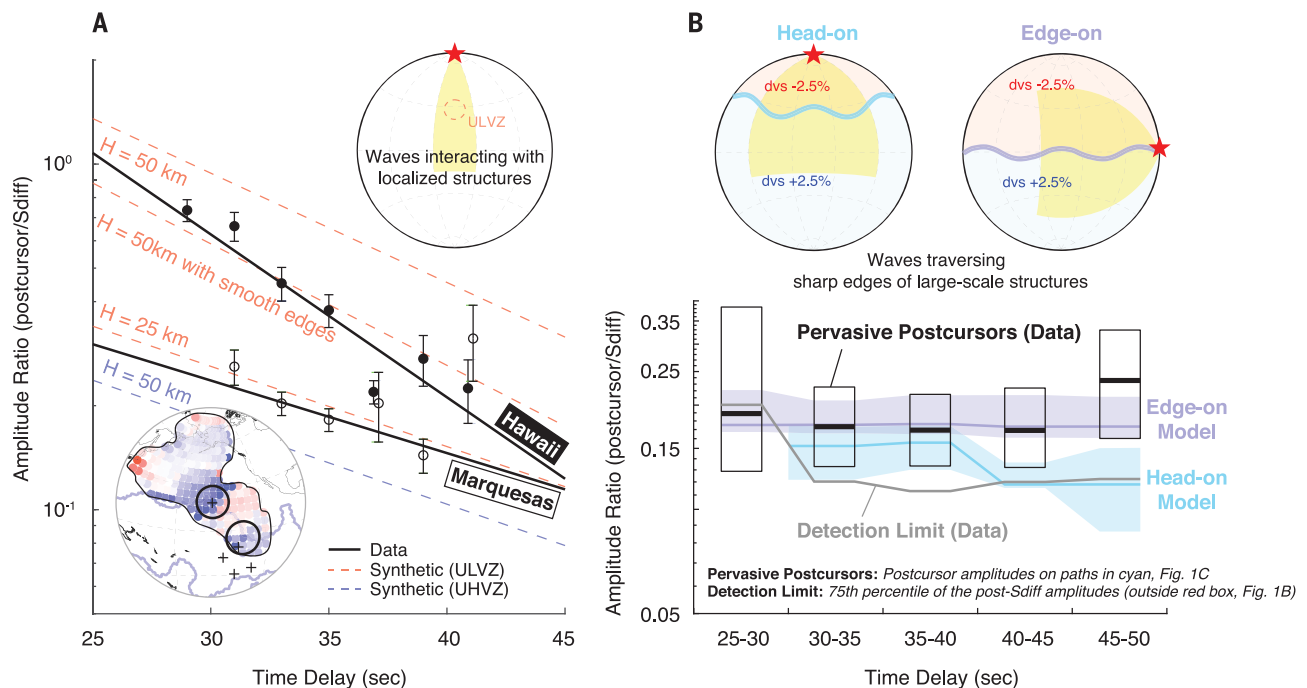 A
Amplitude Ratio (postcursor/Sdiff)
10⁰
10⁻¹
H = 50 km
H = 50km with smooth edges
H = 25 km
H = 50 km
ULVZ
Waves interacting with
localized structures
Hawaii
Marquesas
Data
Synthetic (ULVZ)
Synthetic (UHVZ)
25
30
35
40
45
Time Delay (sec)
B
Head-on
Edge-on
dvs -2.5%
dvs +2.5%
dvs -2.5%
dvs +2.5%
Waves traversing
sharp edges of large-scale structures
Amplitude Ratio (postcursor/Sdiff)
0.35
0.25
0.15
0.05
Pervasive Postcursors (Data)
Edge-on
Model
Head-on
Model
Detection Limit (Data)
Pervasive Postcursors: Postcursor amplitudes on paths in cyan, Fig. 1C
Detection Limit: 75th percentile of the post-Sdiff amplitudes (outside red box, Fig. 1B)
25-30
30-35
35-40
40-45
45-50
Time Delay (sec)